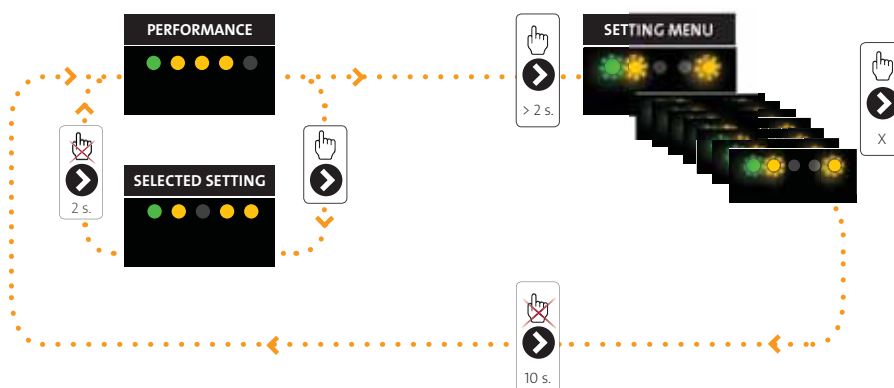 PERFORMANCE
SETTING MENU
> 2 s.
X
2 s.
SELECTED SETTING
10 s.